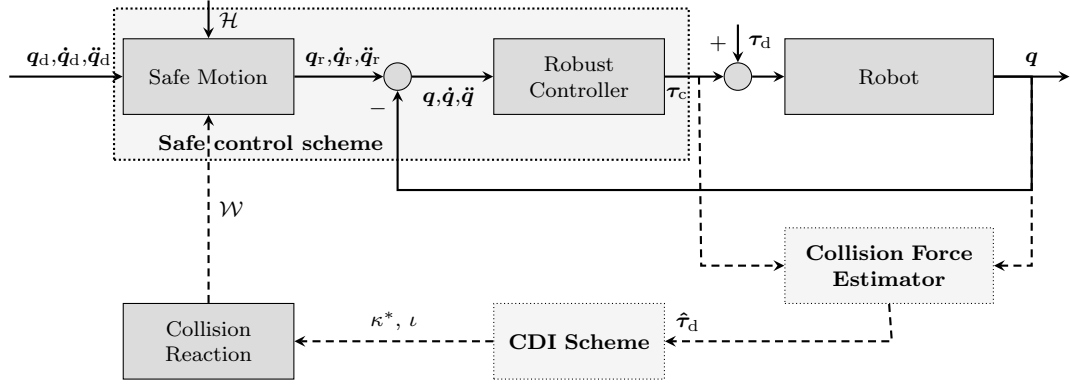 𝓗
q_d, q̇_d, q̈_d
Safe Motion
q_r, q̇_r, q̈_r
−
q, q̇, q̈
Robust
Controller
τ_c
+
τ_d
Robot
q
Safe control scheme
𝓦
Collision Force
Estimator
τ̂_d
CDI Scheme
κ*, ι
Collision
Reaction